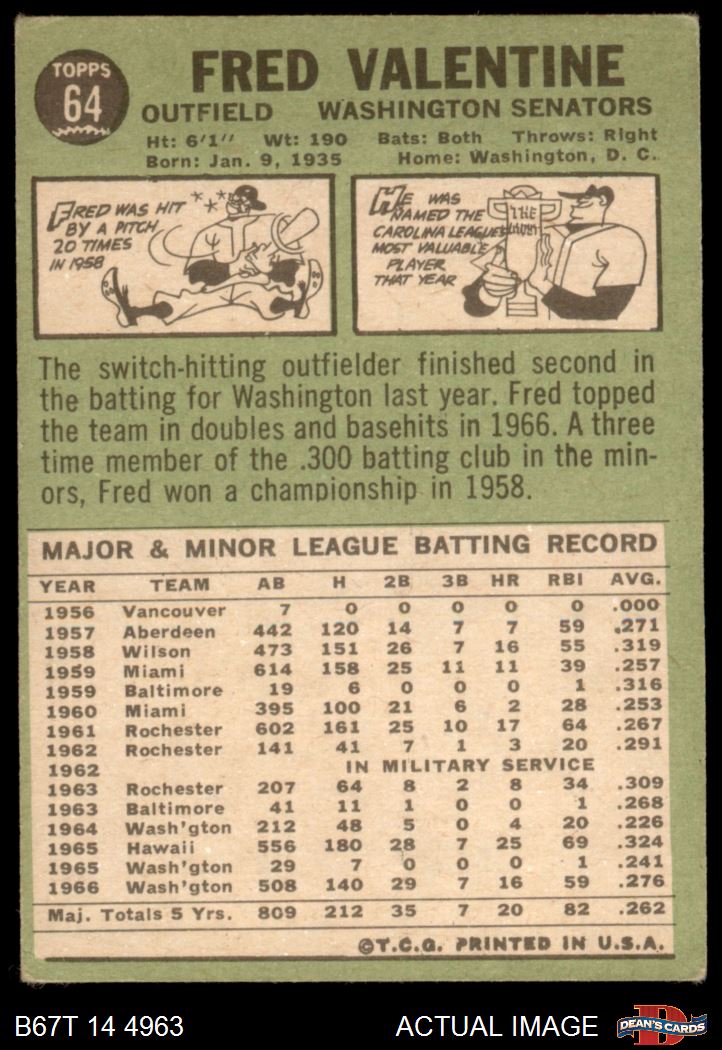 TOPPS
64
FRED VALENTINE
OUTFIELD WASHINGTON SENATORS
Ht: 6'1" Wt: 190 Bats: Both Throws: Right
Born: Jan. 9, 1935 Home: Washington, D. C.
FRED WAS HIT
BY A PITCH
20 TIMES
IN 1958
HE WAS
NAMED THE
CAROLINA LEAGUE'S
MOST VALUABLE
PLAYER
THAT YEAR
THE
The switch-hitting outfielder finished second in
the batting for Washington last year. Fred topped
the team in doubles and basehits in 1966. A three
time member of the .300 batting club in the min-
ors, Fred won a championship in 1958.
MAJOR & MINOR LEAGUE BATTING RECORD
YEAR TEAM AB H 2B 3B HR RBI AVG.
1956 Vancouver 7 0 0 0 0 0 .000
1957 Aberdeen 442 120 14 7 7 59 .271
1958 Wilson 473 151 26 7 16 55 .319
1959 Miami 614 158 25 11 11 39 .257
1959 Baltimore 19 6 0 0 0 1 .316
1960 Miami 395 100 21 6 2 28 .253
1961 Rochester 602 161 25 10 17 64 .267
1962 Rochester 141 41 7 1 3 20 .291
1962 IN MILITARY SERVICE
1963 Rochester 207 64 8 2 8 34 .309
1963 Baltimore 41 11 1 0 0 1 .268
1964 Wash'gton 212 48 5 0 4 20 .226
1965 Hawaii 556 180 28 7 25 69 .324
1965 Wash'gton 29 7 0 0 0 1 .241
1966 Wash'gton 508 140 29 7 16 59 .276
Maj. Totals 5 Yrs. 809 212 35 7 20 82 .262
©T.C.G. PRINTED IN U.S.A.
B67T 14 4963 ACTUAL IMAGE DEAN'S CARDS